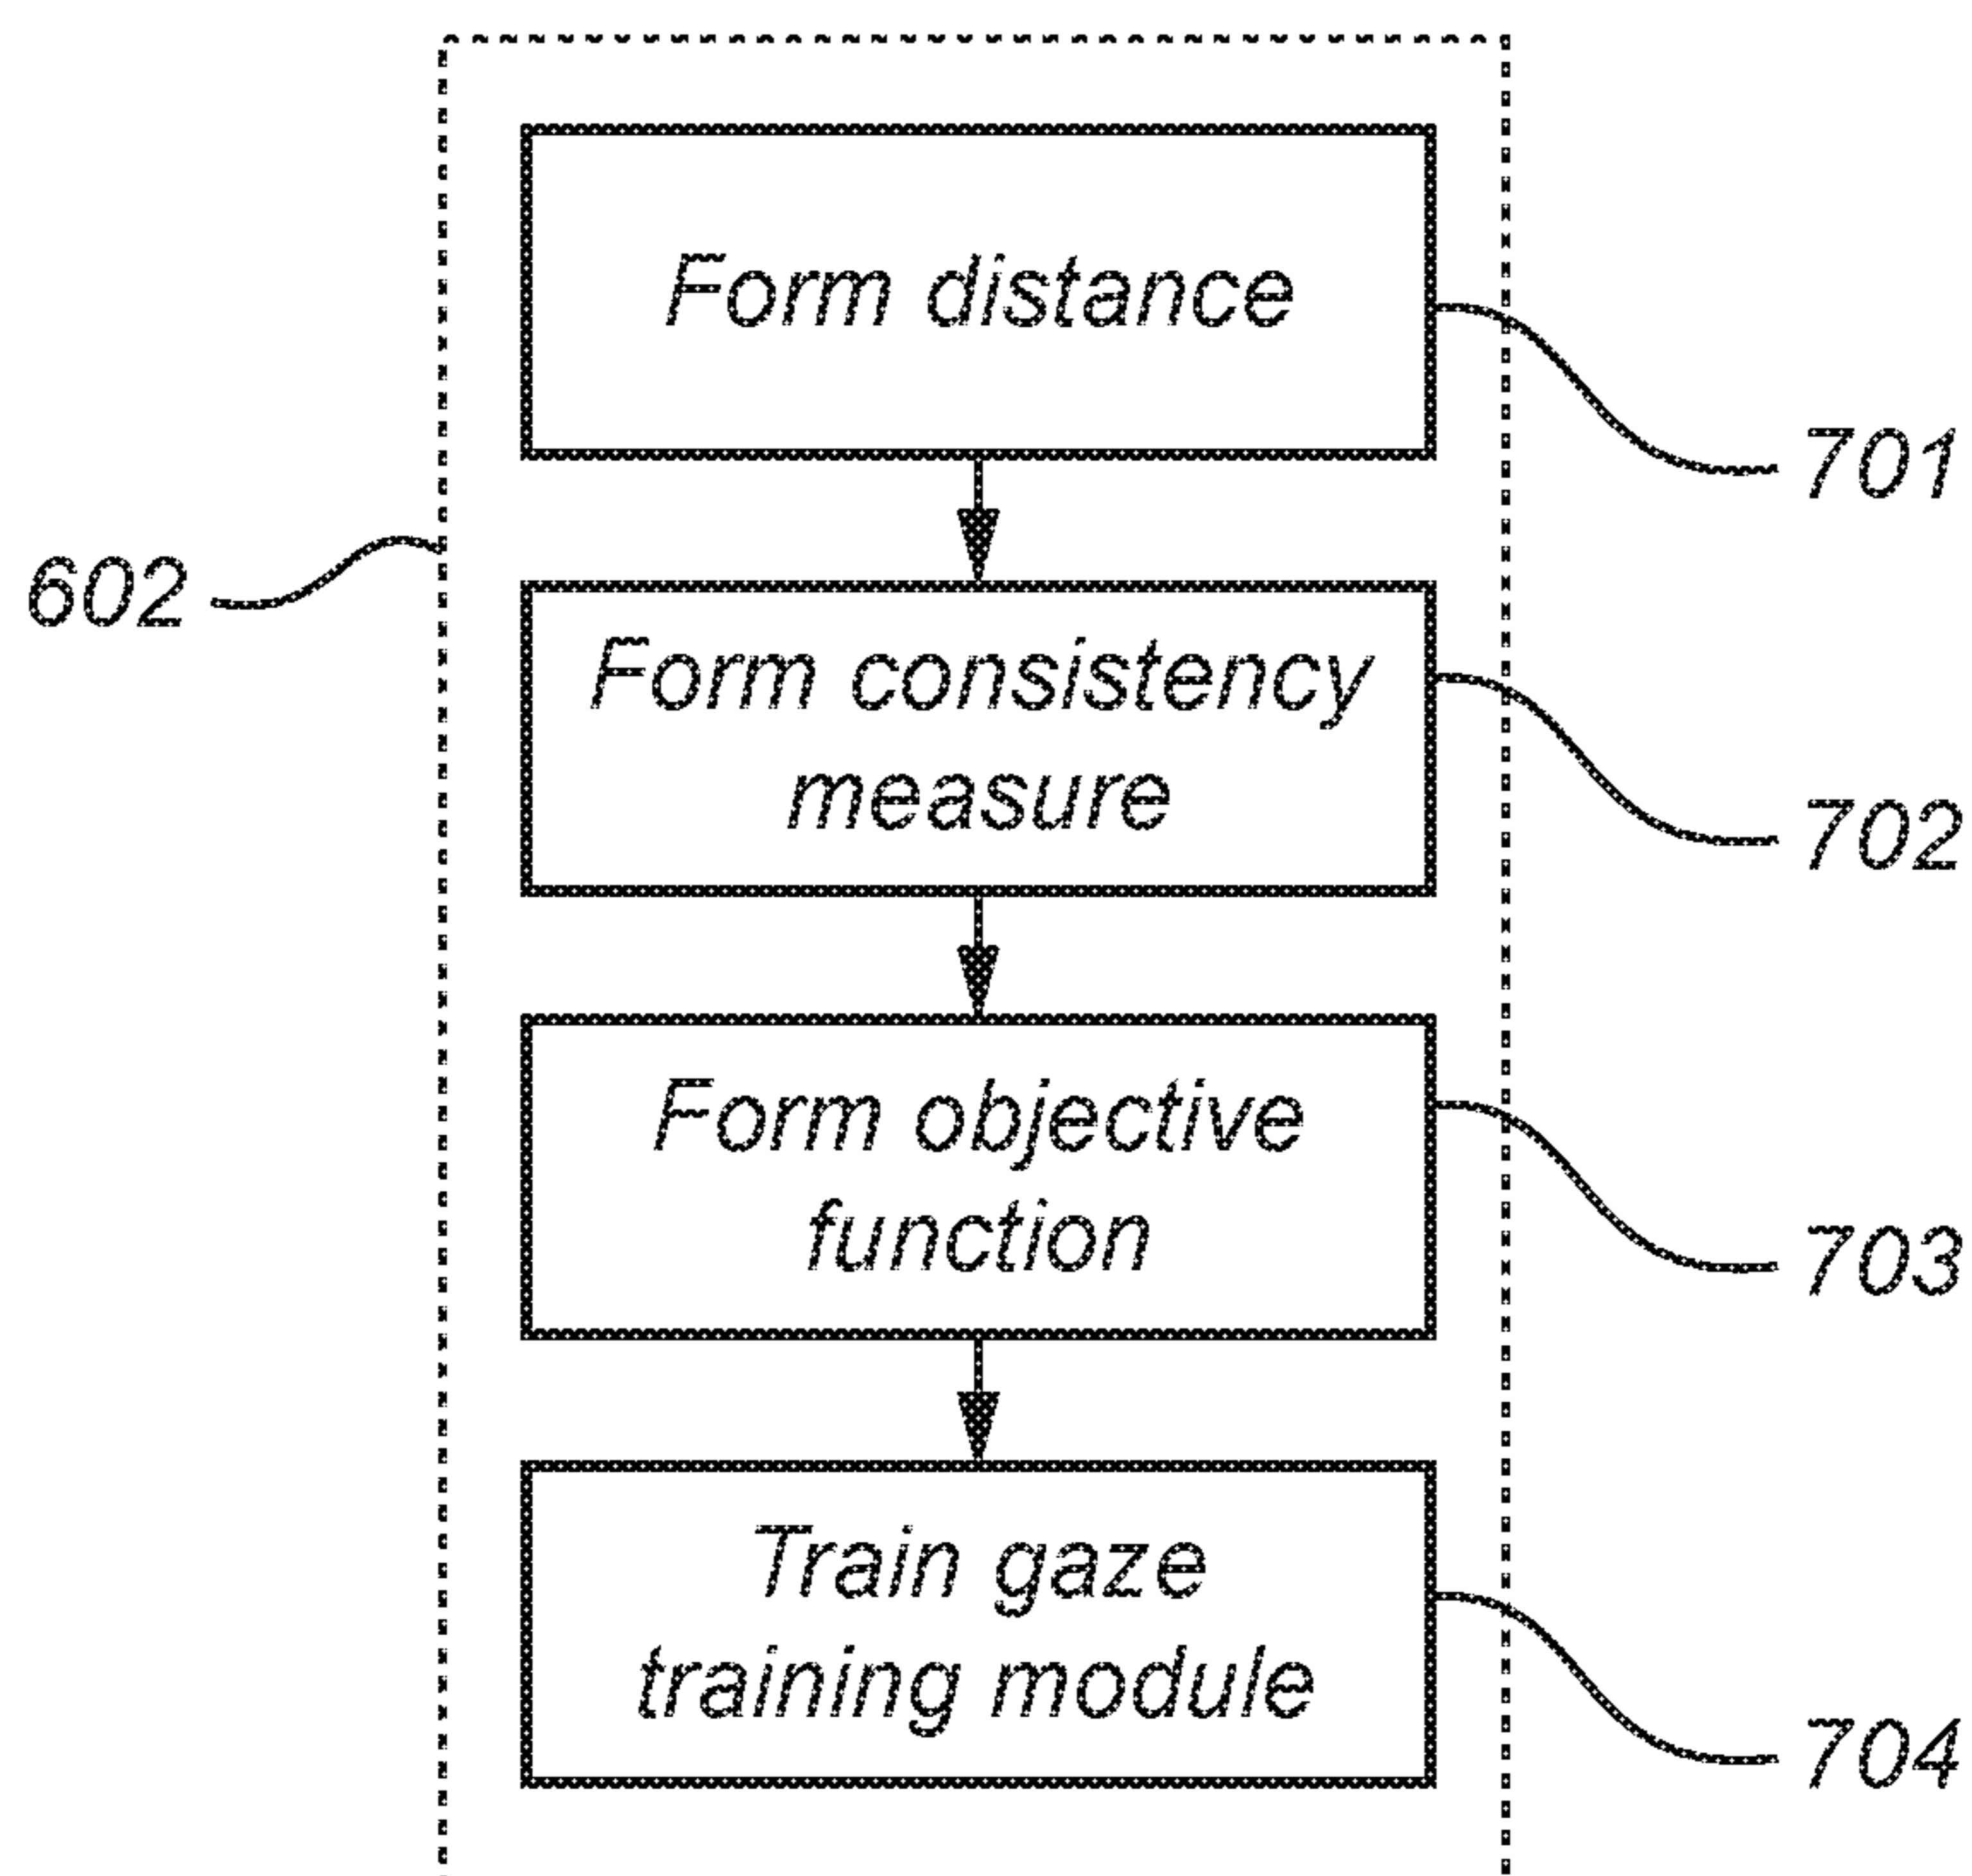 Form distance
701
602
Form consistency
measure
702
Form objective
function
703
Train gaze
training module
704